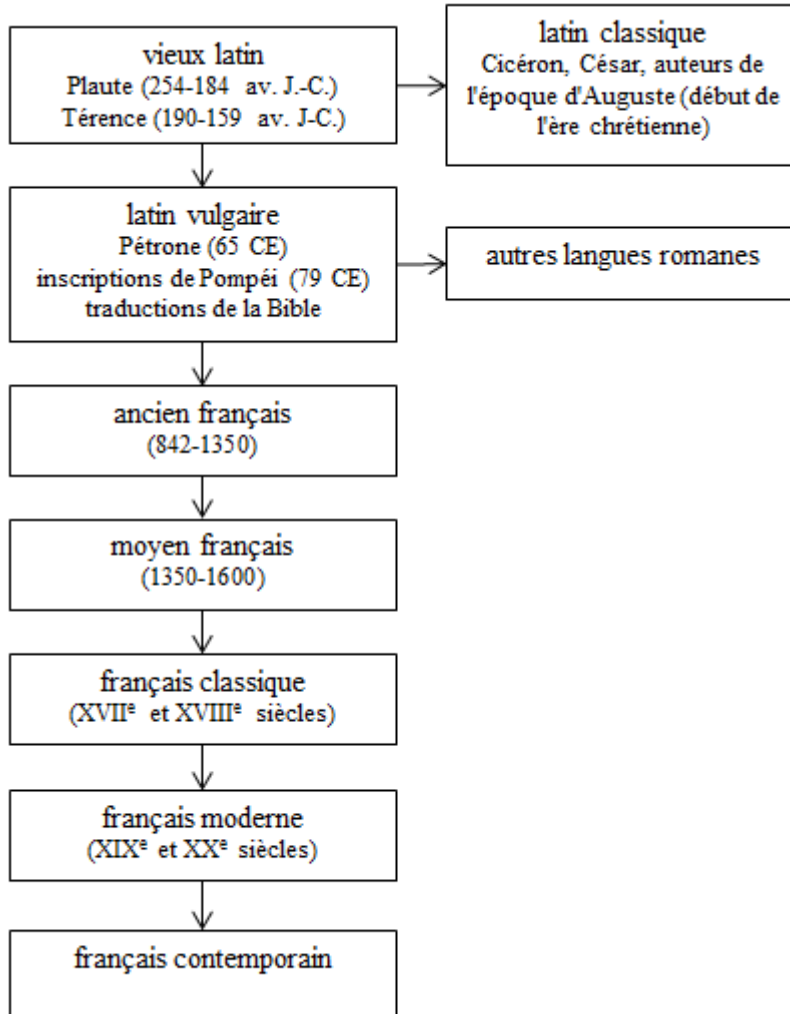 vieux latin
Plaute (254-184 av. J.-C.)
Térence (190-159 av. J-C.)
latin classique
Cicéron, César, auteurs de
l'époque d'Auguste (début de
l'ère chrétienne)
latin vulgaire
Pétrone (65 CE)
inscriptions de Pompéi (79 CE)
traductions de la Bible
autres langues romanes
ancien français
(842-1350)
moyen français
(1350-1600)
français classique
(XVIIᵉ et XVIIIᵉ siècles)
français moderne
(XIXᵉ et XXᵉ siècles)
français contemporain